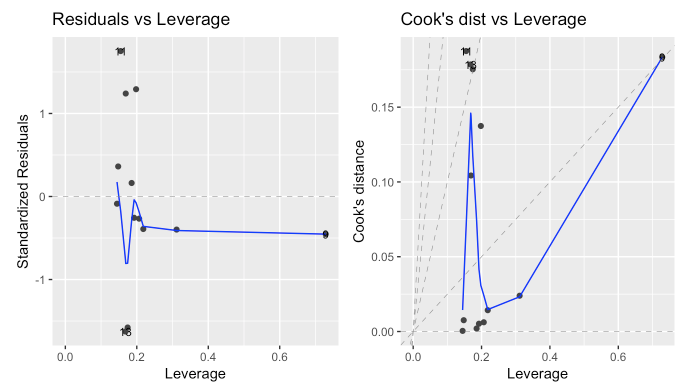 Residuals vs Leverage
Cook's dist vs Leverage
Standardized Residuals
1
0
-1
0.0
0.2
0.4
0.6
Leverage
Cook's distance
0.15
0.10
0.05
0.00
0.0
0.2
0.4
0.6
Leverage